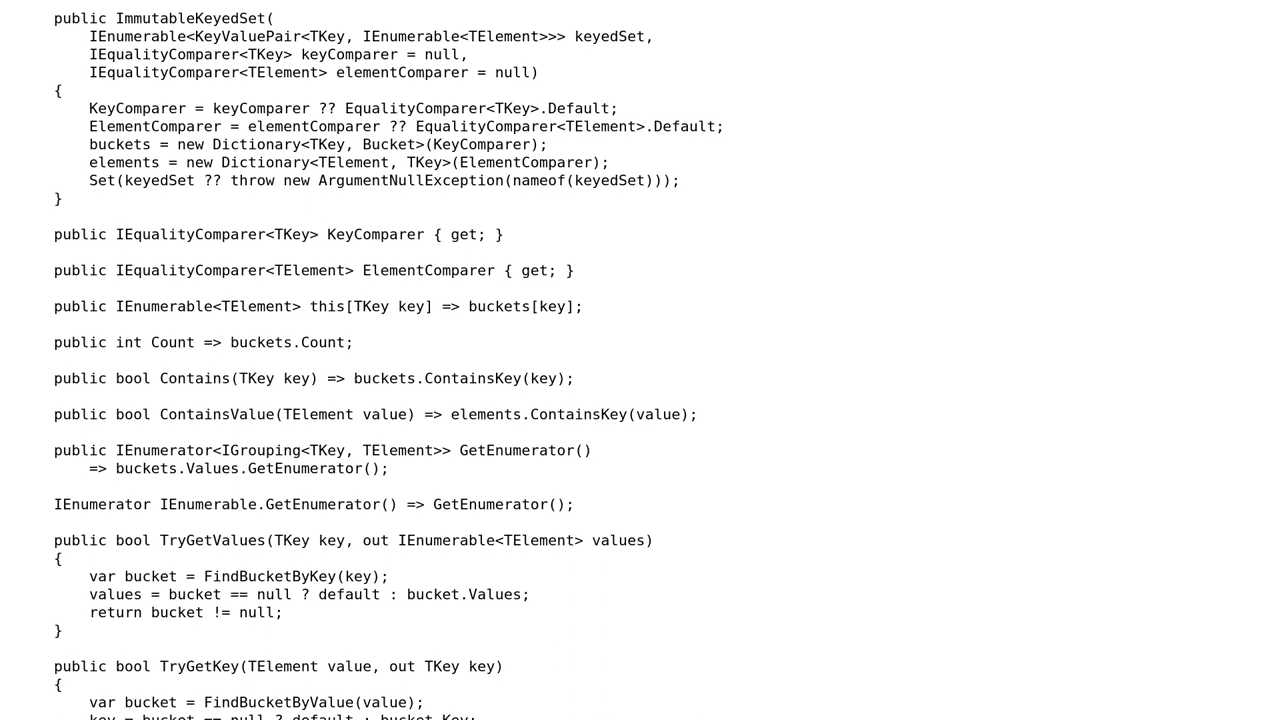 public ImmutableKeyedSet(
    IEnumerable<KeyValuePair<TKey, IEnumerable<TElement>>> keyedSet,
    IEqualityComparer<TKey> keyComparer = null,
    IEqualityComparer<TElement> elementComparer = null)
{
    KeyComparer = keyComparer ?? EqualityComparer<TKey>.Default;
    ElementComparer = elementComparer ?? EqualityComparer<TElement>.Default;
    buckets = new Dictionary<TKey, Bucket>(KeyComparer);
    elements = new Dictionary<TElement, TKey>(ElementComparer);
    Set(keyedSet ?? throw new ArgumentNullException(nameof(keyedSet)));
}

public IEqualityComparer<TKey> KeyComparer { get; }

public IEqualityComparer<TElement> ElementComparer { get; }

public IEnumerable<TElement> this[TKey key] => buckets[key];

public int Count => buckets.Count;

public bool Contains(TKey key) => buckets.ContainsKey(key);

public bool ContainsValue(TElement value) => elements.ContainsKey(value);

public IEnumerator<IGrouping<TKey, TElement>> GetEnumerator()
    => buckets.Values.GetEnumerator();

IEnumerator IEnumerable.GetEnumerator() => GetEnumerator();

public bool TryGetValues(TKey key, out IEnumerable<TElement> values)
{
    var bucket = FindBucketByKey(key);
    values = bucket == null ? default : bucket.Values;
    return bucket != null;
}

public bool TryGetKey(TElement value, out TKey key)
{
    var bucket = FindBucketByValue(value);
    key = bucket == null ? default : bucket.Key;